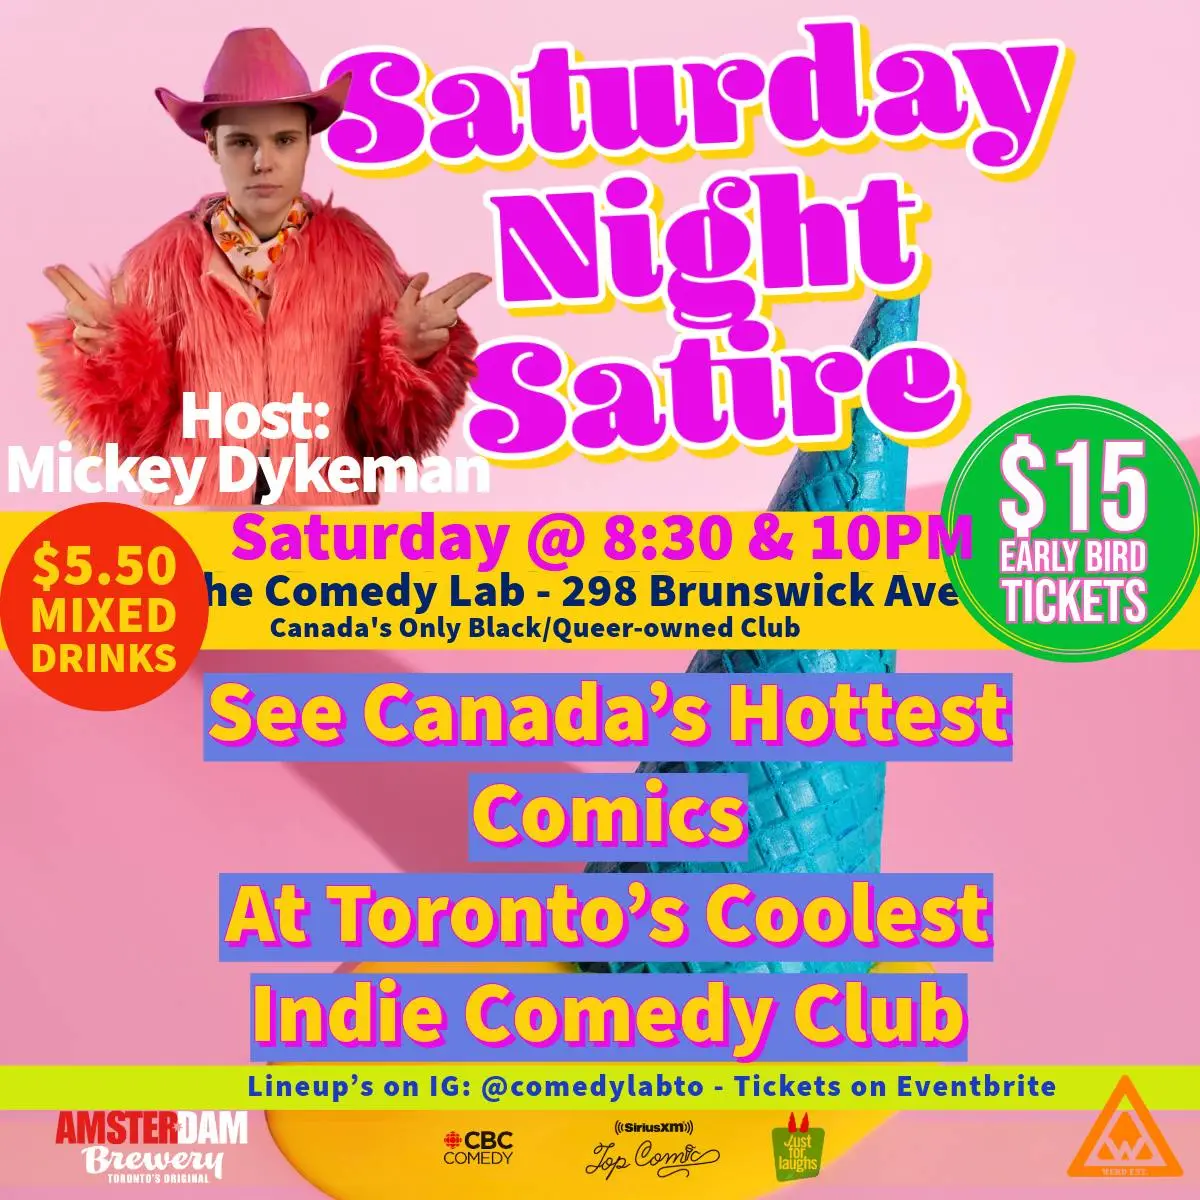 Saturday
Night
Satire
Host:
Mickey Dykeman
$15
EARLY BIRD
TICKETS
Saturday @ 8:30 & 10PM
he Comedy Lab - 298 Brunswick Ave
Canada's Only Black/Queer-owned Club
$5.50
MIXED
DRINKS
See Canada’s Hottest
Comics
At Toronto’s Coolest
Indie Comedy Club
Lineup’s on IG: @comedylabto - Tickets on Eventbrite
AMSTERDAM
Brewery
TORONTO'S ORIGINAL
CBC
COMEDY
((SiriusXM))
Top Comic
Just
for
laughs
W
WERD ENT.